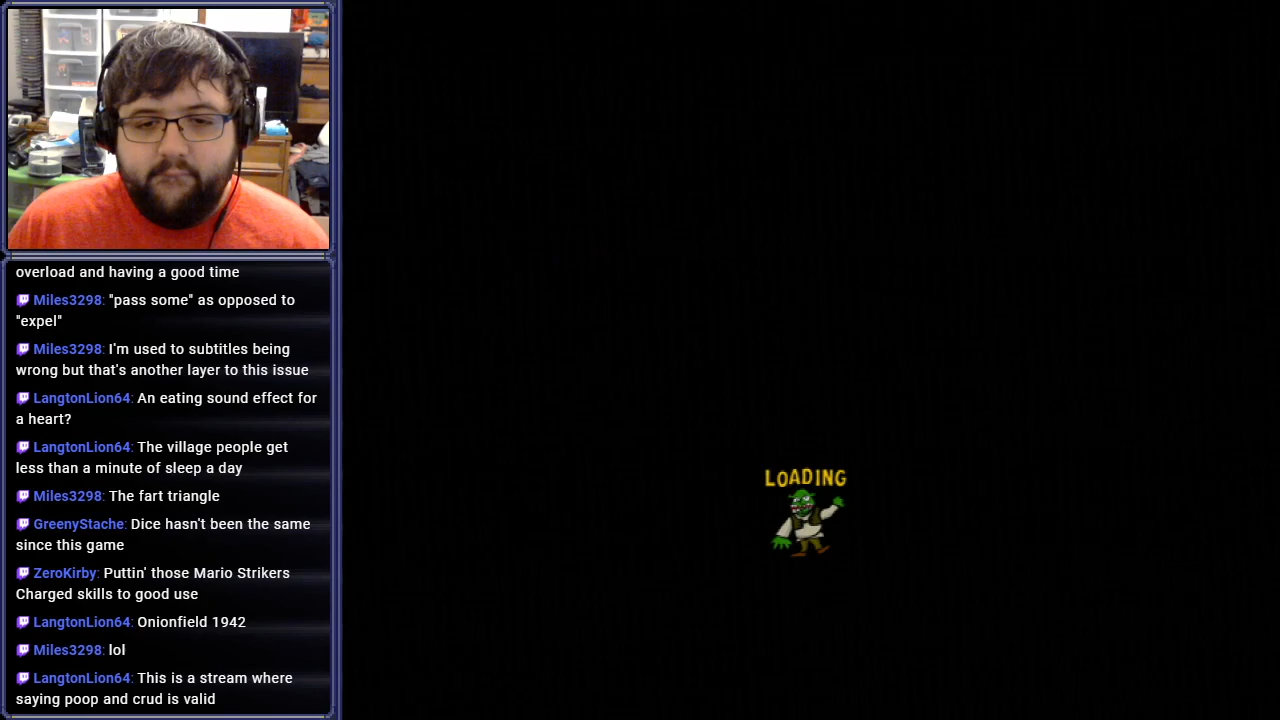 overload and having a good time
Miles3298: "pass some" as opposed to
"expel"
Miles3298: I'm used to subtitles being
wrong but that's another layer to this issue
LangtonLion64: An eating sound effect for
a heart?
LangtonLion64: The village people get
less than a minute of sleep a day
Miles3298: The fart triangle
GreenyStache: Dice hasn't been the same
since this game
ZeroKirby: Puttin' those Mario Strikers
Charged skills to good use
LangtonLion64: Onionfield 1942
Miles3298: lol
LangtonLion64: This is a stream where
saying poop and crud is valid
LOADING